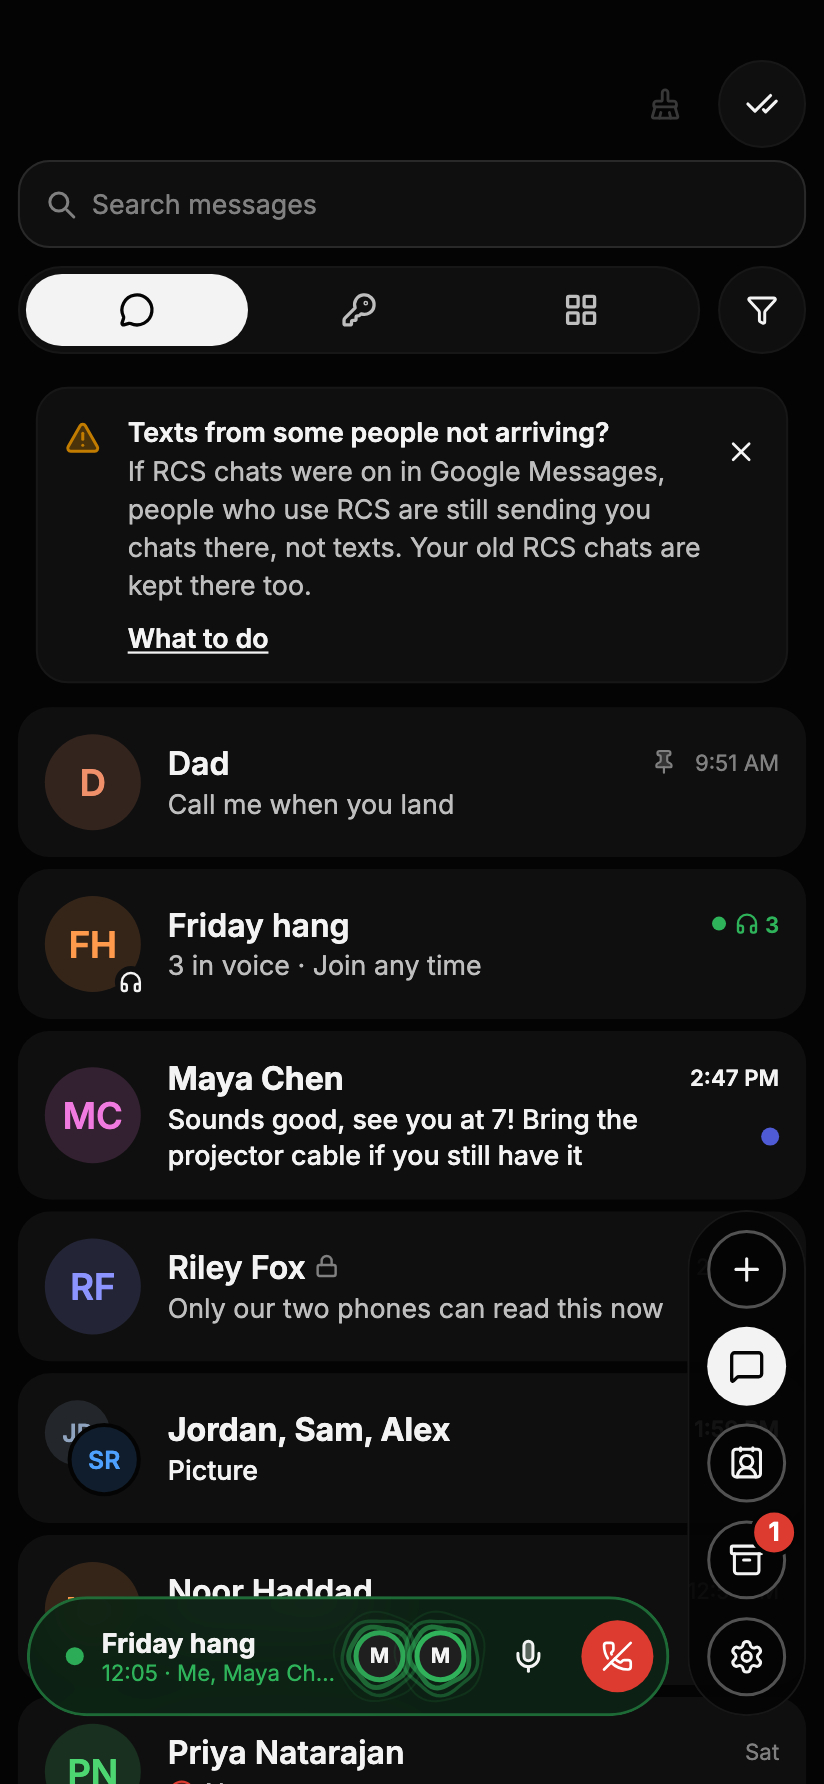 Search messages
Texts from some people not arriving?
If RCS chats were on in Google Messages,
people who use RCS are still sending you
chats there, not texts. Your old RCS chats are
kept there too.
What to do
D
Dad
9:51 AM
Call me when you land
FH
Friday hang
3
3 in voice · Join any time
MC
Maya Chen
2:47 PM
Sounds good, see you at 7! Bring the
projector cable if you still have it
RF
Riley Fox
Only our two phones can read this now
SR
Jordan, Sam, Alex
Picture
1
Noor Haddad
Friday hang
12:05 · Me, Maya Ch...
M
M
PN
Priya Natarajan
Sat